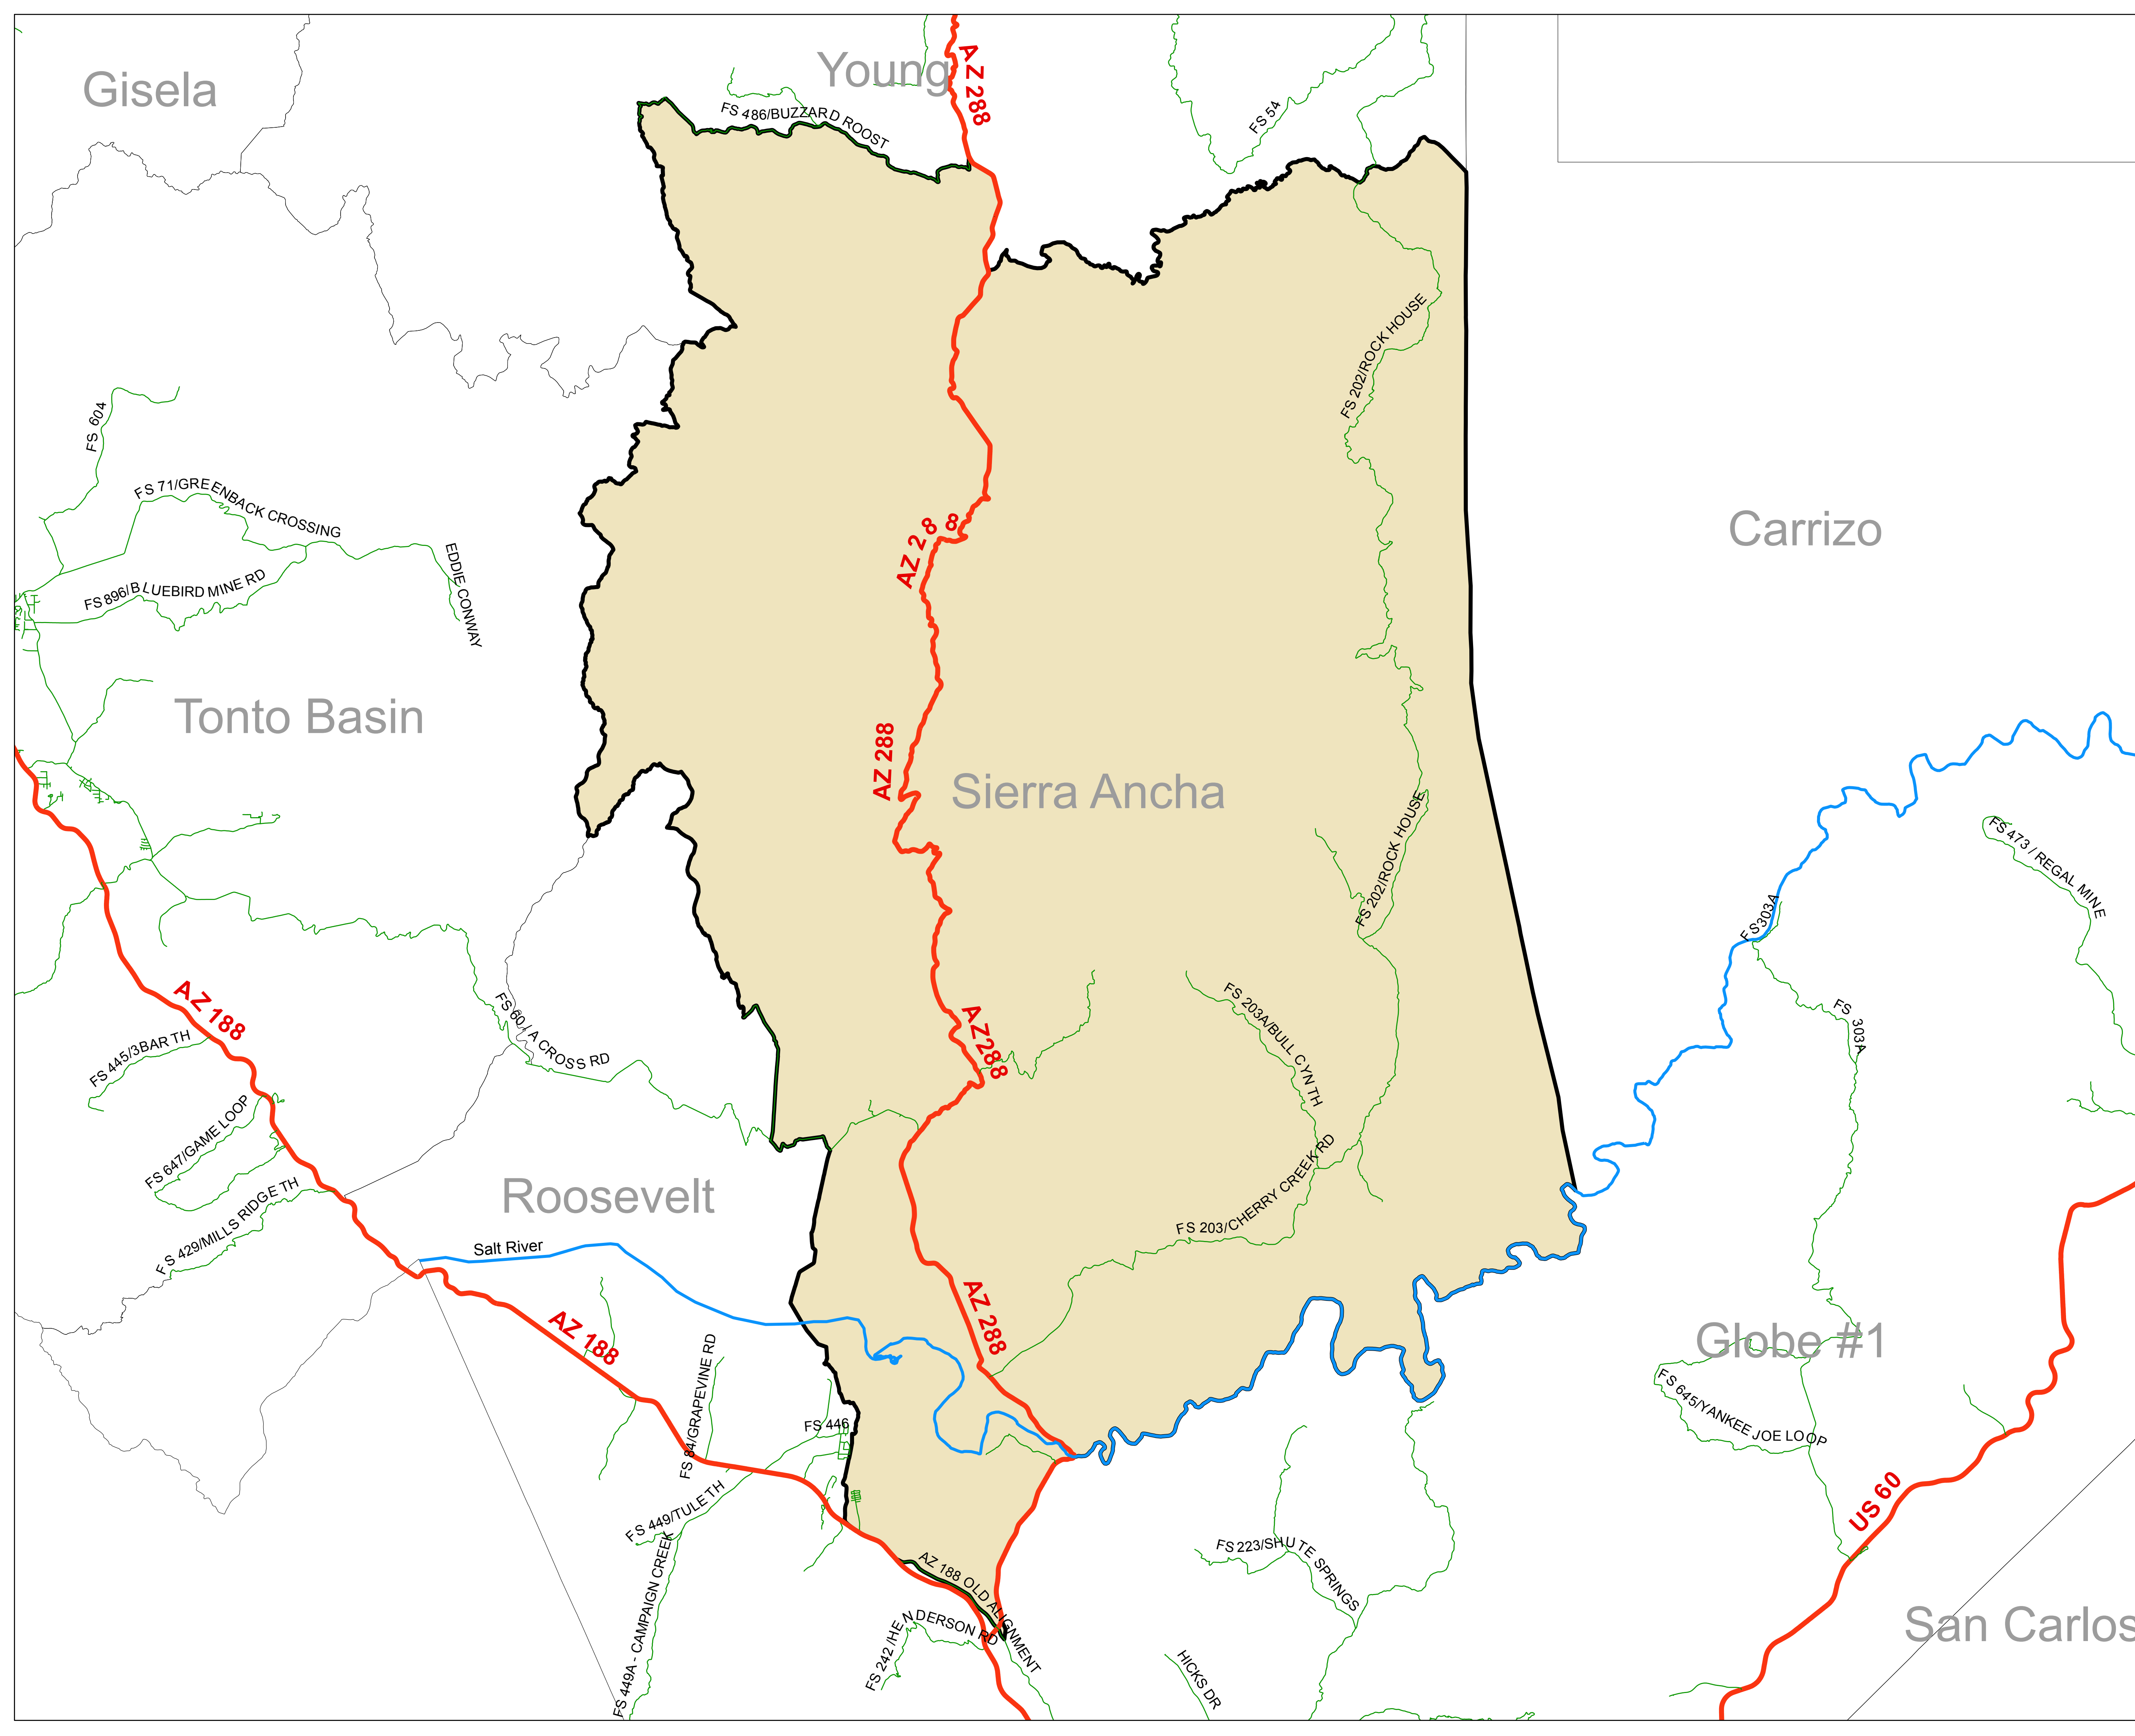 Gisela
Young
AZ 288
FS 486/BUZZARD ROOST
FS 54
FS 202/ROCK HOUSE
FS 604
FS 71/GREENBACK CROSSING
FS 896/BLUEBIRD MINE RD
EDDIE CONWAY
AZ 288
Carrizo
Tonto Basin
AZ 288
Sierra Ancha
FS 202/ROCK HOUSE
FS 473 / REGAL MINE
FS303A
FS 303A
AZ 188
FS 445/3BAR TH
FS 60 / A CROSS RD
AZ 288
FS 203A/BULL CYN TH
FS 647/GAME LOOP
FS 429/MILLS RIDGE TH
Roosevelt
FS 203/CHERRY CREEK RD
Salt River
AZ 188
AZ 288
Globe #1
FS 84/GRAPEVINE RD
FS 446
FS 645/YANKEE JOE LOOP
FS 449/TULE TH
US 60
FS 449A - CAMPAIGN CREEK
AZ 188 OLD ALIGNMENT
FS 223/SHUTE SPRINGS
FS 242 /HENDERSON RD
HICKS DR
San Carlos